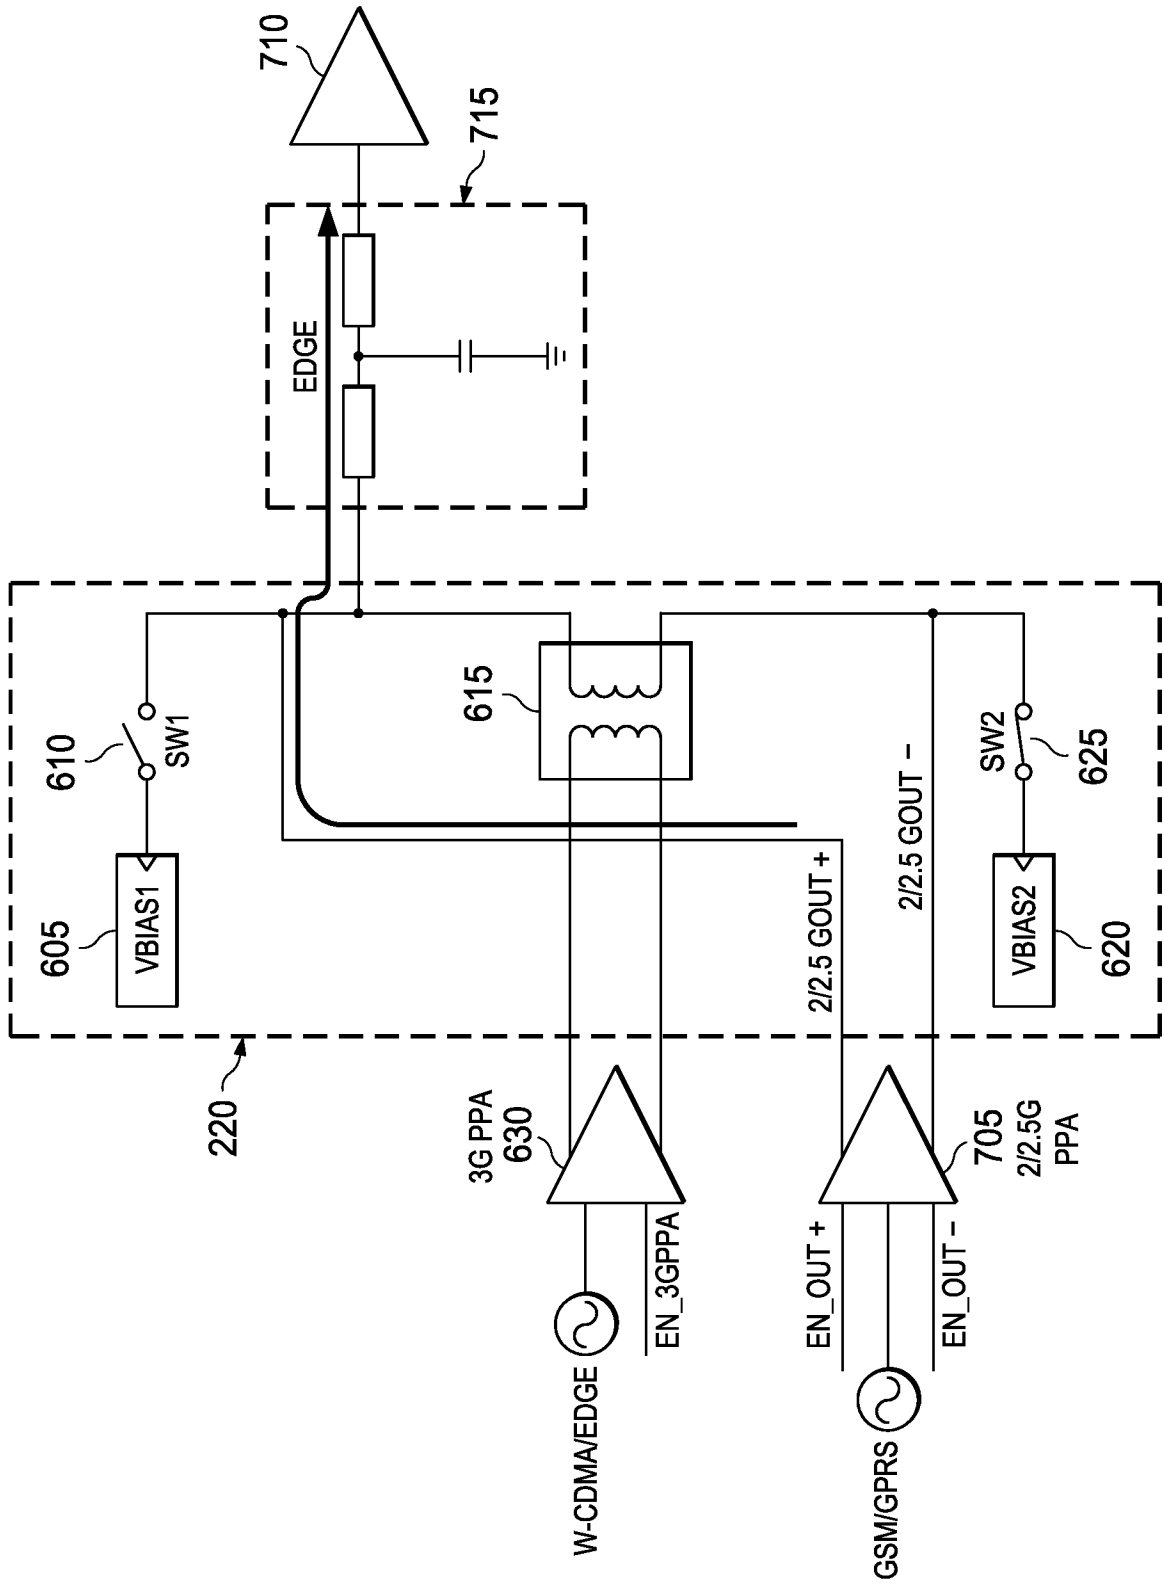 710
715
EDGE
610
SW1
615
SW2
625
605
VBIAS1
2/2.5 GOUT +
2/2.5 GOUT −
VBIAS2
620
220
3G PPA
630
705
2/2.5G
PPA
EN_3GPPA
EN_OUT +
EN_OUT −
W-CDMA/EDGE
GSM/GPRS